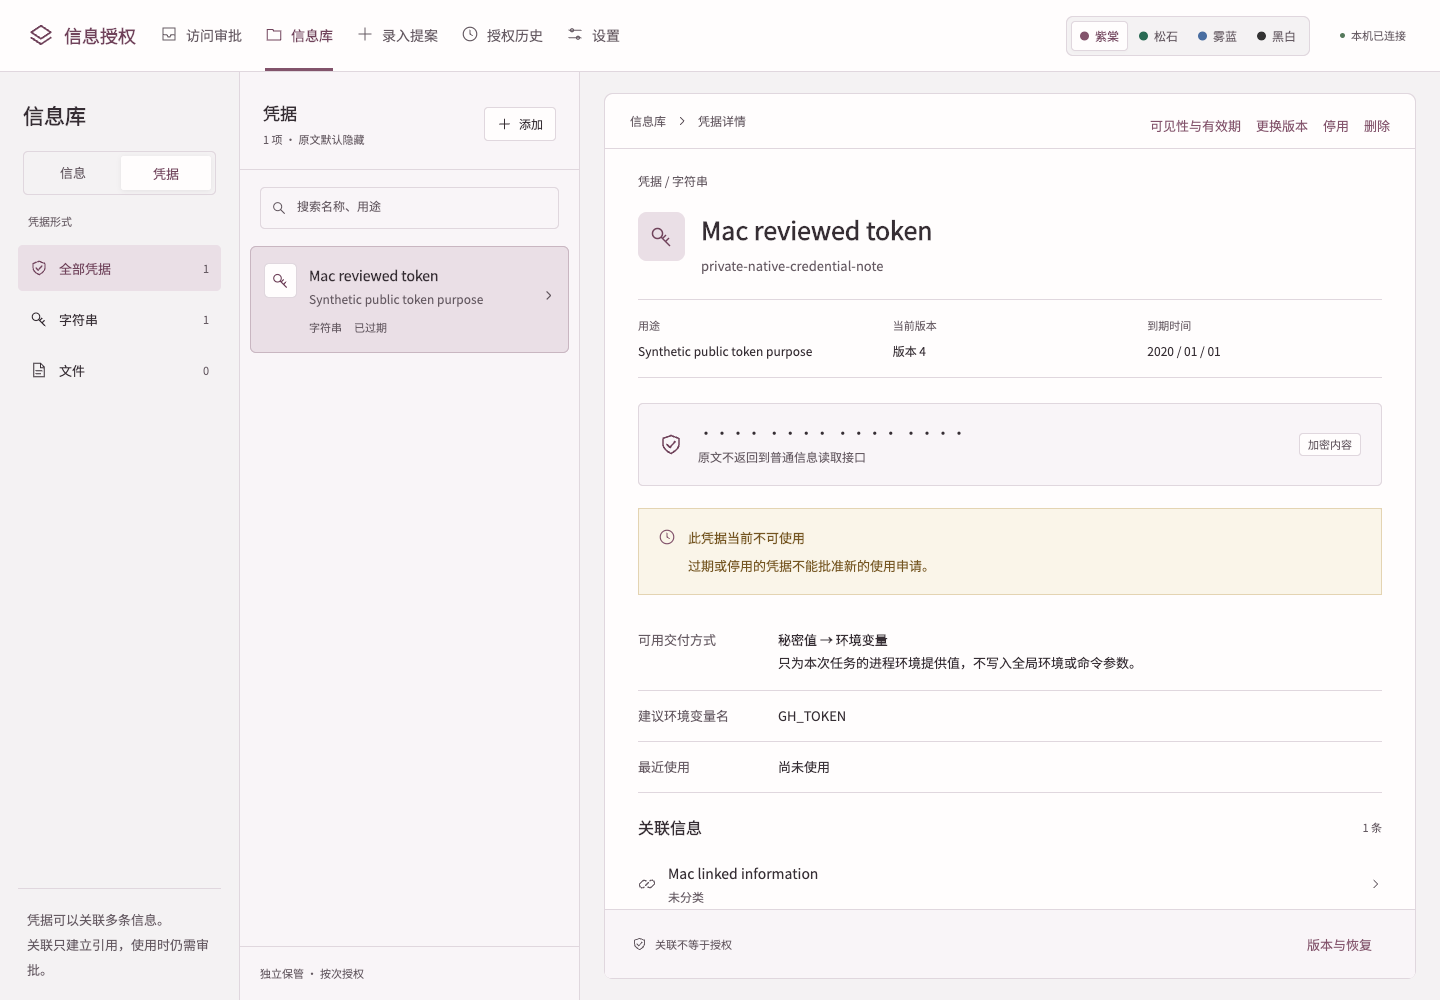 信息授权
访问审批
信息库
录入提案
授权历史
设置
紫棠
松石
雾蓝
黑白
本机已连接
信息库
信息
凭据
凭据形式
全部凭据 1
字符串 1
文件 0
凭据可以关联多条信息。
关联只建立引用，使用时仍需审
批。
凭据
1 项 · 原文默认隐藏
添加
搜索名称、用途
Mac reviewed token
Synthetic public token purpose
字符串 已过期
独立保管 · 按次授权
信息库 > 凭据详情
可见性与有效期 更换版本 停用 删除
凭据 / 字符串
Mac reviewed token
private-native-credential-note
用途
Synthetic public token purpose
当前版本
版本 4
到期时间
2020 / 01 / 01
• • • • • • • • • • • • • • • •
原文不返回到普通信息读取接口
加密内容
此凭据当前不可使用
过期或停用的凭据不能批准新的使用申请。
可用交付方式
秘密值 → 环境变量
只为本次任务的进程环境提供值，不写入全局环境或命令参数。
建议环境变量名 GH_TOKEN
最近使用 尚未使用
关联信息 1 条
Mac linked information
未分类
关联不等于授权
版本与恢复